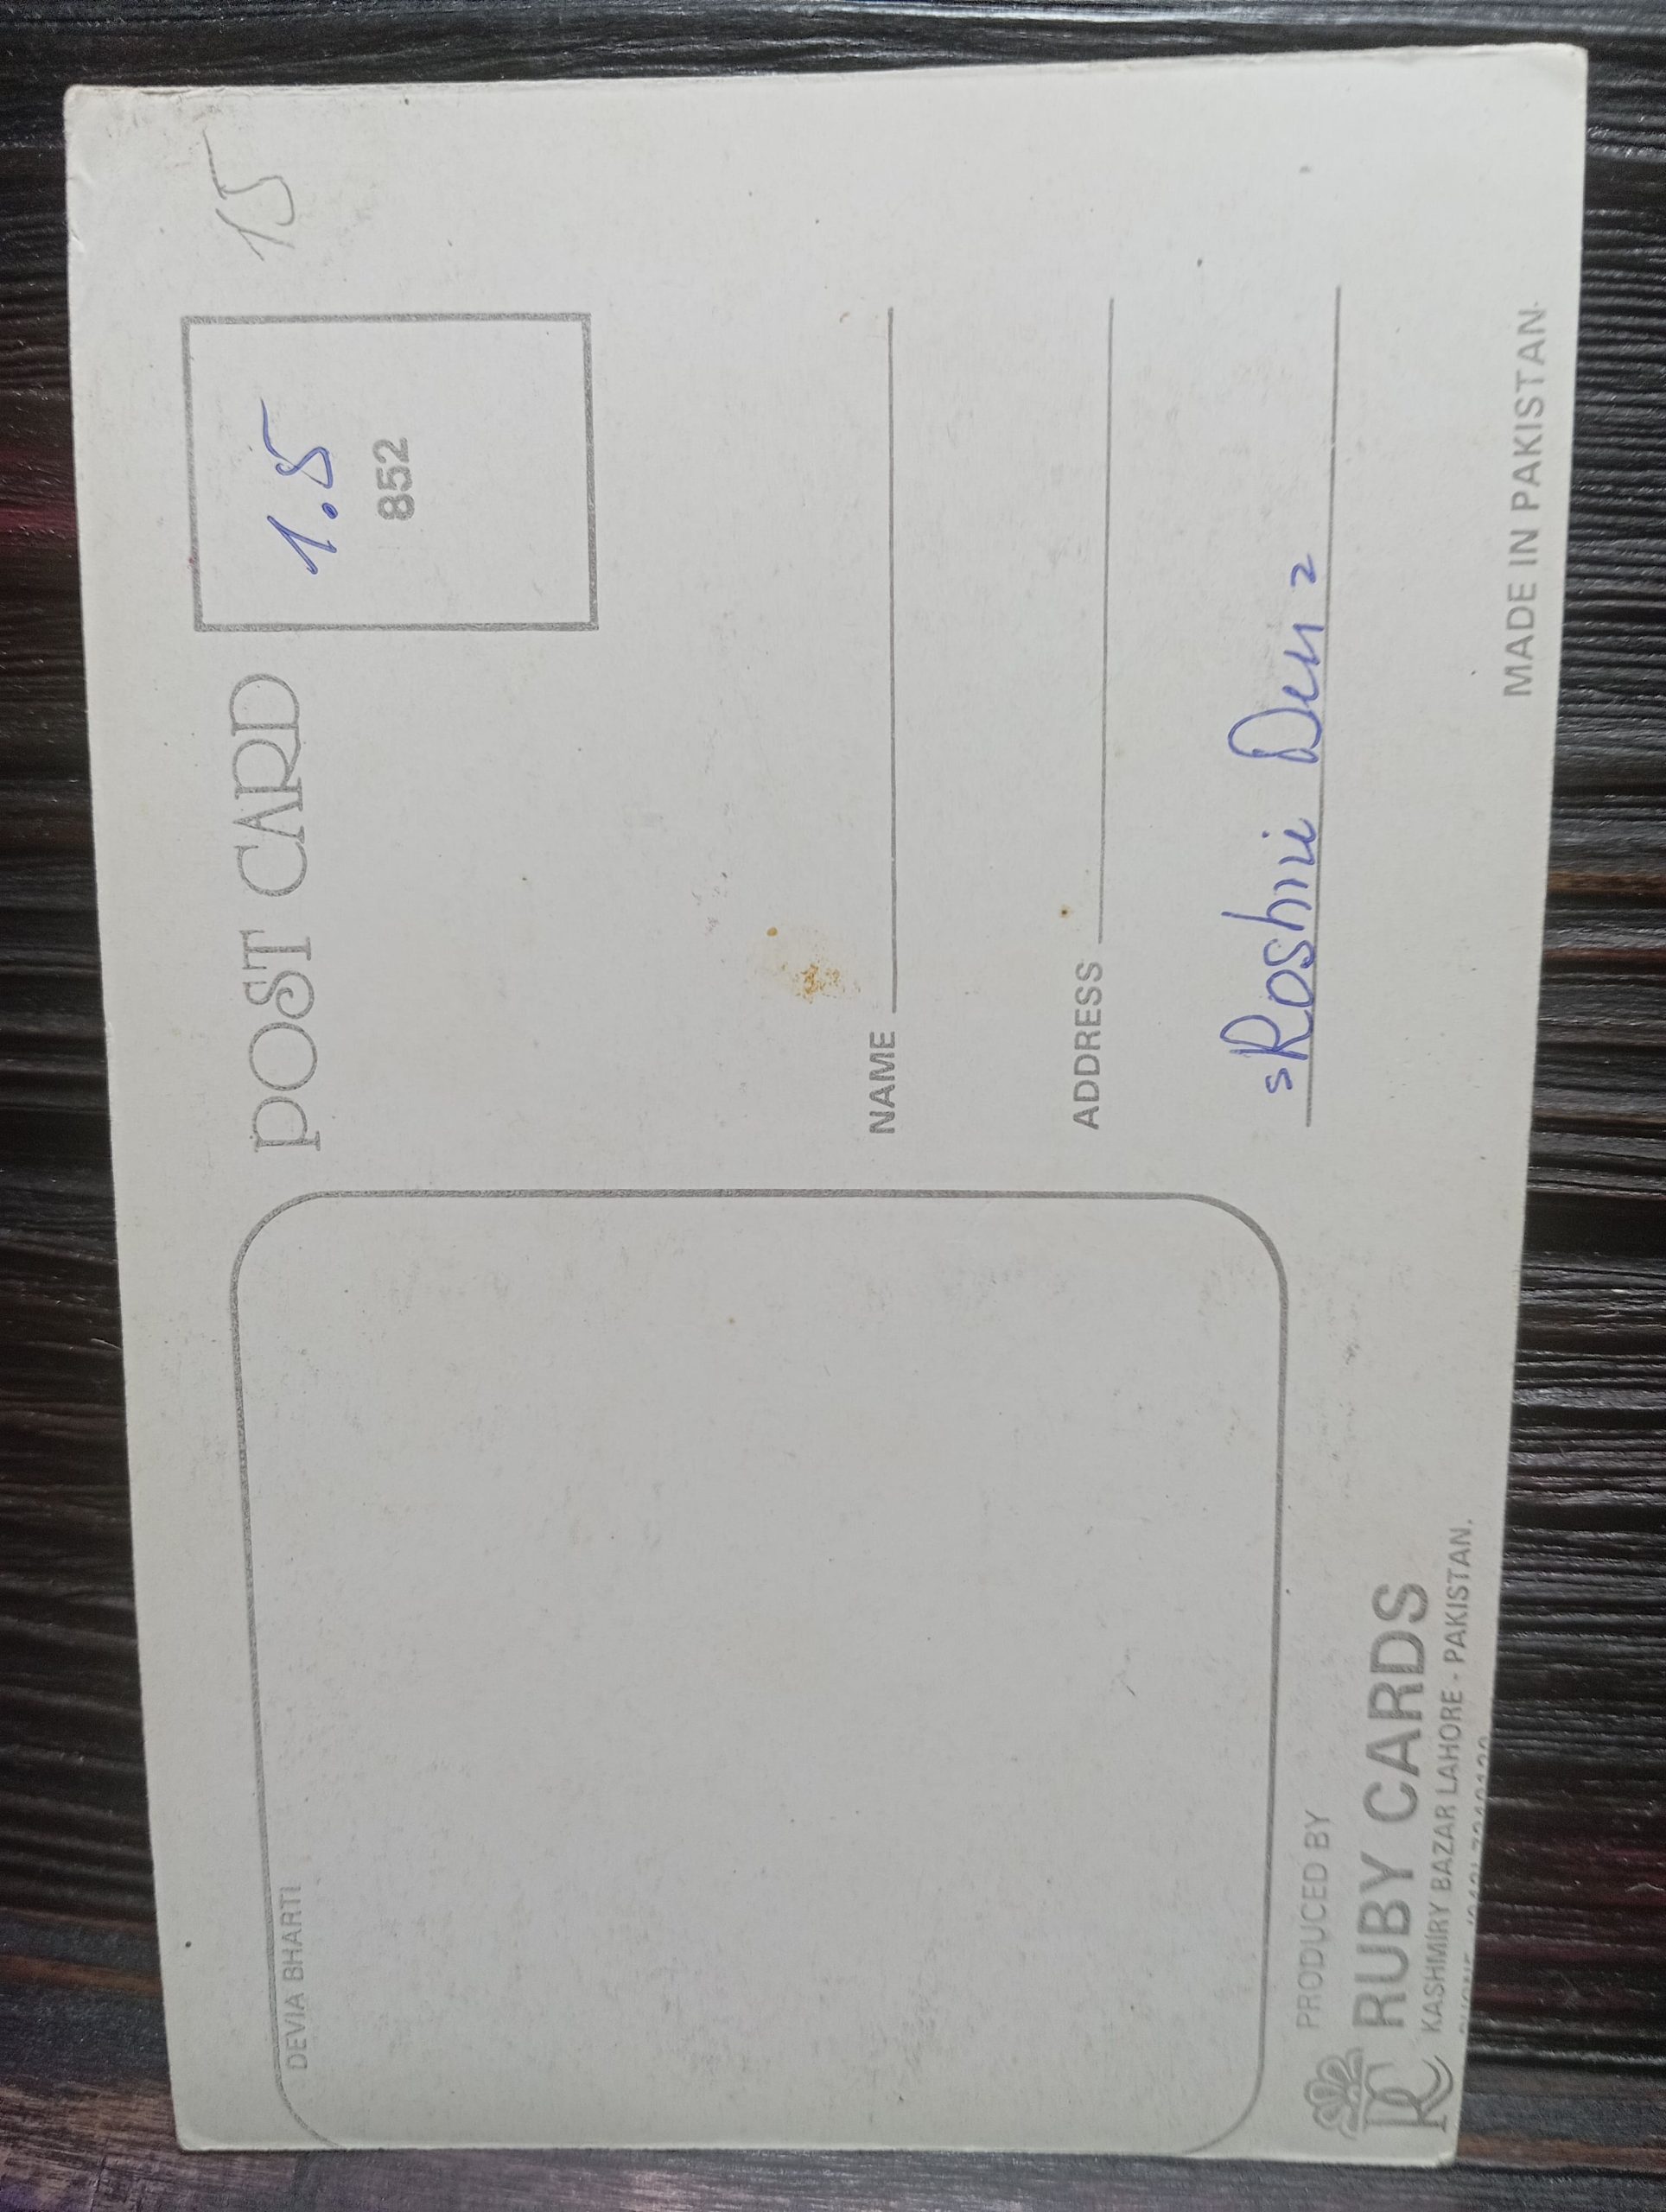 15
POST CARD
1.5
852
DEVIA BHARTI
NAME
ADDRESS
Roshni
PRODUCED BY
RC RUBY CARDS
KASHMIRY BAZAR LAHORE - PAKISTAN.
MADE IN PAKISTAN